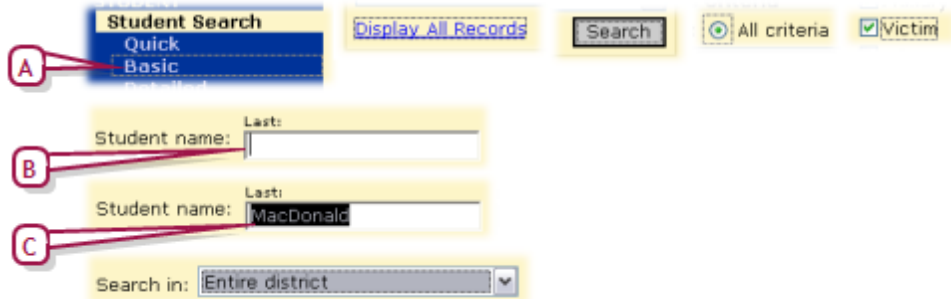 Student Search
Quick
Basic
Detailed
Display All Records
Search
All criteria
Victim
A
Last:
Student name:
B
Last:
Student name: MacDonald
C
Search in: Entire district